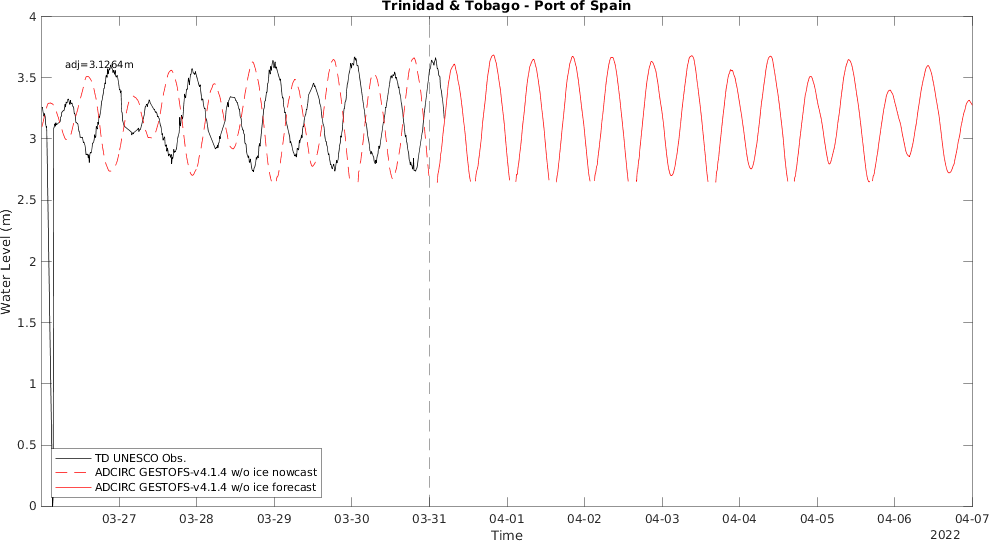 Trinidad & Tobago - Port of Spain
adj=3.1264m
Water Level (m)
4
3.5
3
2.5
2
1.5
1
0.5
0
TD UNESCO Obs.
ADCIRC GESTOFS-v4.1.4 w/o ice nowcast
ADCIRC GESTOFS-v4.1.4 w/o ice forecast
03-27 03-28 03-29 03-30 03-31 04-01 04-02 04-03 04-04 04-05 04-06 04-07
Time
2022